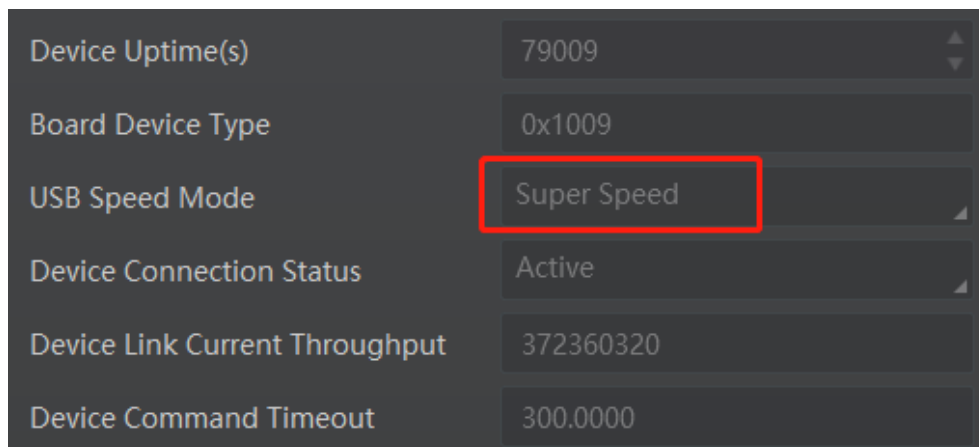 Device Uptime(s) 79009
Board Device Type 0x1009
USB Speed Mode Super Speed
Device Connection Status Active
Device Link Current Throughput 372360320
Device Command Timeout 300.0000